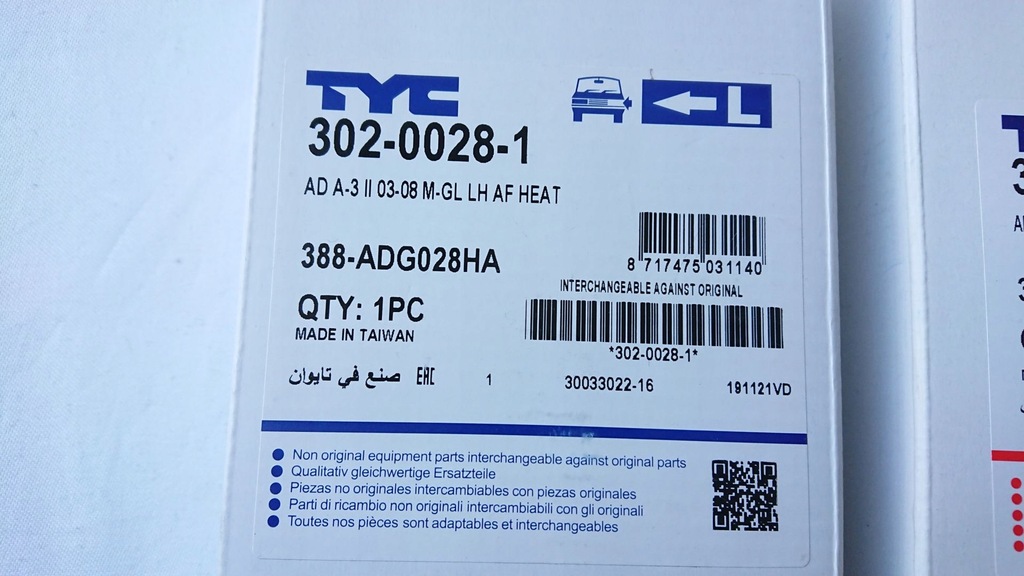 TYC
L
302-0028-1
AD A-3 II 03-08 M-GL LH AF HEAT
388-ADG028HA
8 717475 031140
INTERCHANGEABLE AGAINST ORIGINAL
QTY: 1PC
MADE IN TAIWAN
*302-0028-1*
صنع في تايوان EAC 1 30033022-16 191121VD
Non original equipment parts interchangeable against original parts
Qualitativ gleichwertige Ersatzteile
Piezas no originales intercambiables con piezas originales
Parti di ricambio non originali intercambiabili con gli originali
Toutes nos pièces sont adaptables et interchangeables